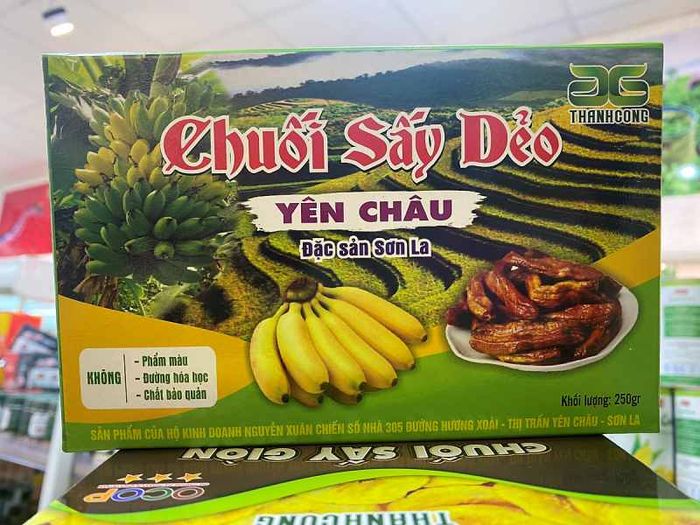 THANHCONG
Chuối Sấy Dẻo
YÊN CHÂU
Đặc sản Sơn La
KHÔNG
- Phẩm màu
- Đường hóa học
- Chất bảo quản
Khối lượng: 250gr
SẢN PHẨM CỦA HỘ KINH DOANH NGUYỄN XUÂN CHIẾN SỐ NHÀ 305 ĐƯỜNG HƯƠNG XOÀI - THỊ TRẤN YÊN CHÂU - SƠN LA
CHUỐI SẤY GIÒN
OCOP
THANHCONG